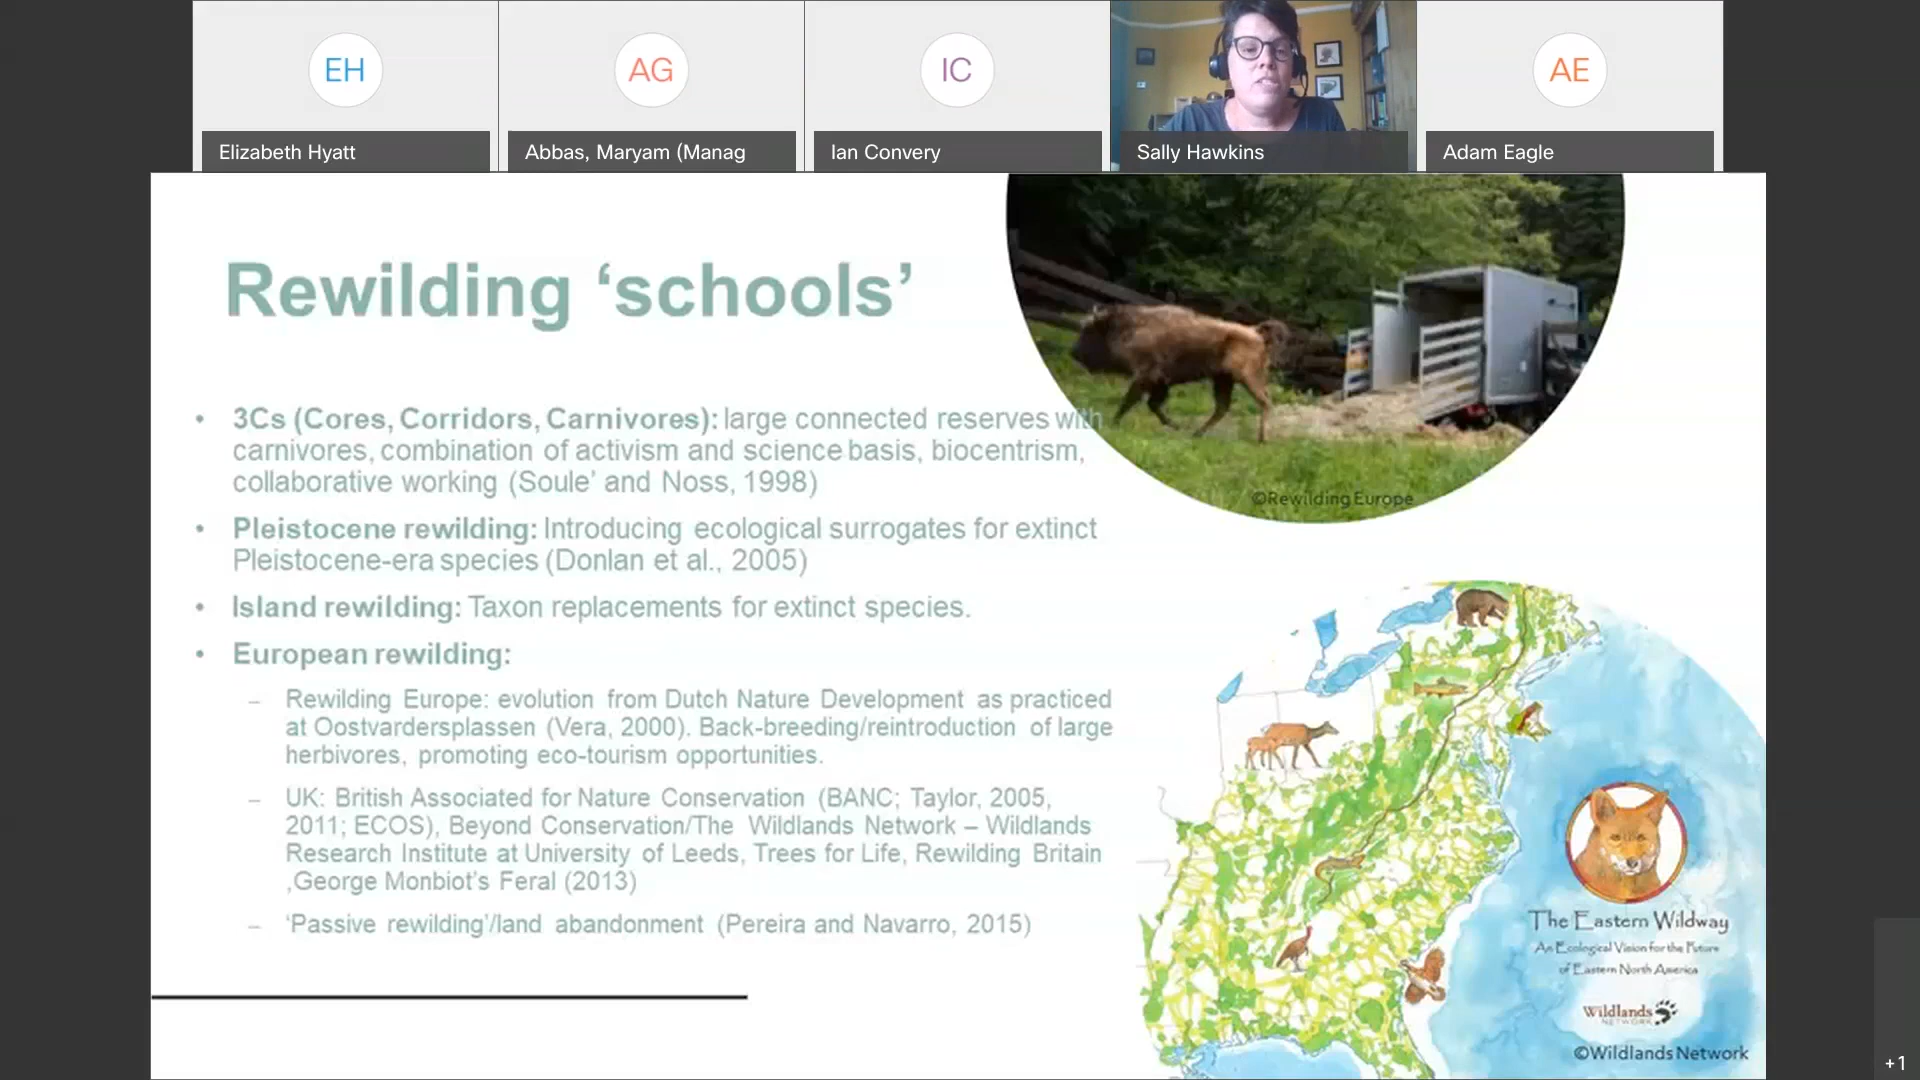 EH
AG
IC
AE
Elizabeth Hyatt
Abbas, Maryam (Manag
Ian Convery
Sally Hawkins
Adam Eagle
Rewilding ‘schools’
©Rewilding Europe
• 3Cs (Cores, Corridors, Carnivores): large connected reserves with
carnivores, combination of activism and science basis, biocentrism,
collaborative working (Soule’ and Noss, 1998)
• Pleistocene rewilding: Introducing ecological surrogates for extinct
Pleistocene-era species (Donlan et al., 2005)
• Island rewilding: Taxon replacements for extinct species.
• European rewilding:
– Rewilding Europe: evolution from Dutch Nature Development as practiced
at Oostvardersplassen (Vera, 2000). Back-breeding/reintroduction of large
herbivores, promoting eco-tourism opportunities.
– UK: British Associated for Nature Conservation (BANC; Taylor, 2005,
2011; ECOS), Beyond Conservation/The Wildlands Network – Wildlands
Research Institute at University of Leeds, Trees for Life, Rewilding Britain
,George Monbiot’s Feral (2013)
– ‘Passive rewilding’/land abandonment (Pereira and Navarro, 2015)
The Eastern Wildway
An Ecological Vision for the Future
of Eastern North America
Wildlands
NETWORK
©Wildlands Network
+1